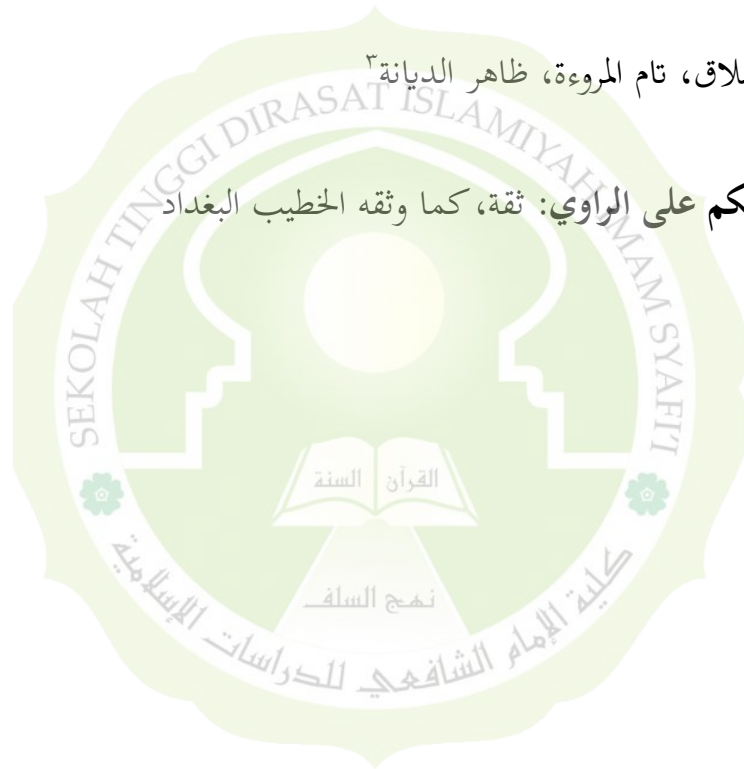 لاق، تام المروءة، ظاهر الديانة٣
كم على الراوي: ثقة، كما وثقه الخطيب البغداد
SEKOLAH TINGGI DIRASAT ISLAMIYAH IMAM SYAFI'I
القرآن السنة
نهج السلف
كلية الإمام الشافعي للدراسات الإسلامية